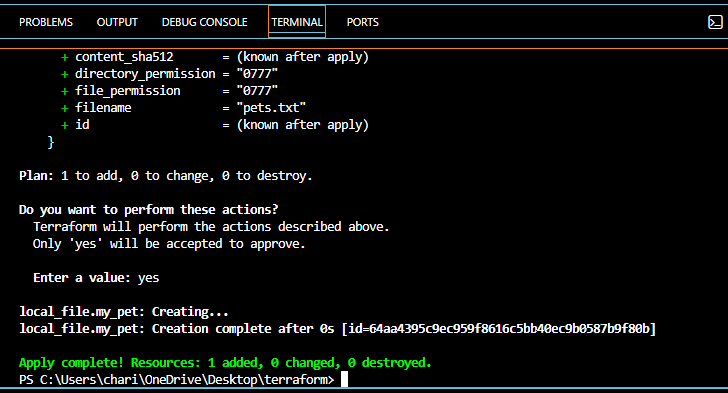 PROBLEMS OUTPUT DEBUG CONSOLE TERMINAL PORTS
+ content_sha512 = (known after apply)
+ directory_permission = "0777"
+ file_permission = "0777"
+ filename = "pets.txt"
+ id = (known after apply)
}
Plan: 1 to add, 0 to change, 0 to destroy.
Do you want to perform these actions?
Terraform will perform the actions described above.
Only 'yes' will be accepted to approve.
Enter a value: yes
local_file.my_pet: Creating...
local_file.my_pet: Creation complete after 0s [id=64aa4395c9ec959f8616c5bb40ec9b0587b9f80b]
Apply complete! Resources: 1 added, 0 changed, 0 destroyed.
PS C:\Users\chari\OneDrive\Desktop\terraform>